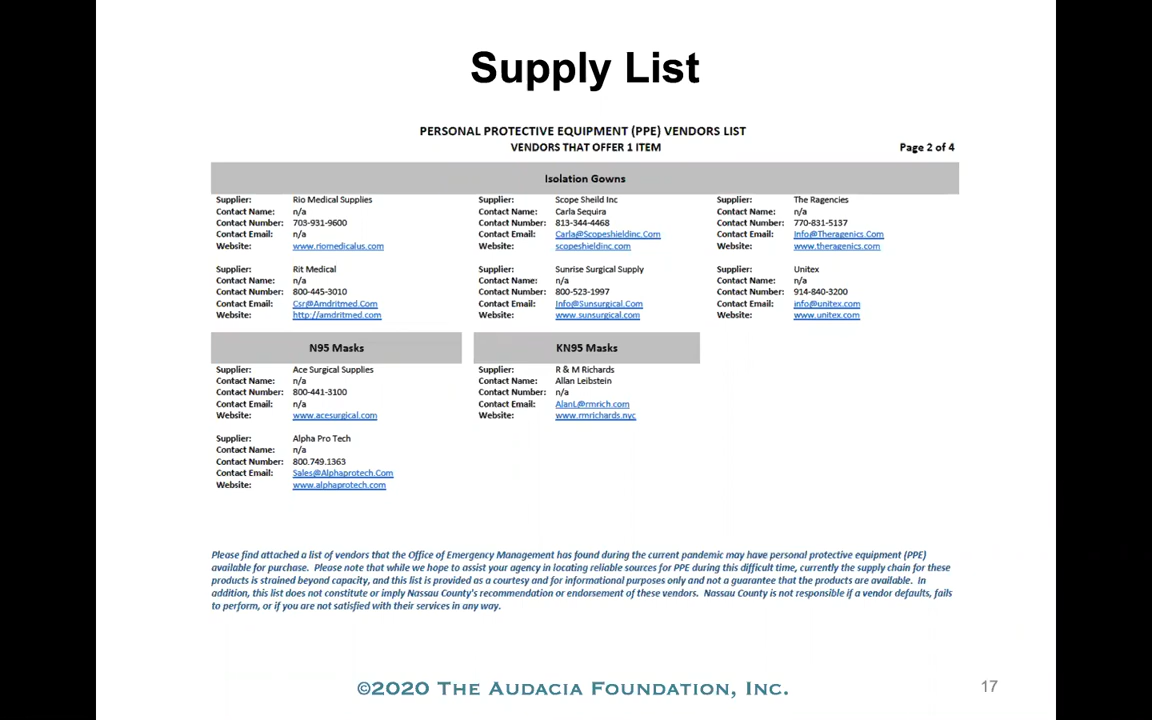 Supply List
PERSONAL PROTECTIVE EQUIPMENT (PPE) VENDORS LIST
VENDORS THAT OFFER 1 ITEM
Page 2 of 4
Isolation Gowns
Supplier: Rio Medical Supplies
Contact Name: n/a
Contact Number: 703-931-9600
Contact Email: n/a
Website: www.riomedicalus.com
Supplier: Scope Sheild Inc
Contact Name: Carla Sequira
Contact Number: 813-344-4468
Contact Email: Carla@Scopeshieldinc.Com
Website: scopeshieldinc.com
Supplier: The Ragencies
Contact Name: n/a
Contact Number: 770-831-5137
Contact Email: Info@Theragenics.Com
Website: www.theragenics.com
Supplier: Rit Medical
Contact Name: n/a
Contact Number: 800-445-3010
Contact Email: Csr@Amdritmed.Com
Website: http://amdritmed.com
Supplier: Sunrise Surgical Supply
Contact Name: n/a
Contact Number: 800-523-1997
Contact Email: Info@Sunsurgical.Com
Website: www.sunsurgical.com
Supplier: Unitex
Contact Name: n/a
Contact Number: 914-840-3200
Contact Email: info@unitex.com
Website: www.unitex.com
N95 Masks
Supplier: Ace Surgical Supplies
Contact Name: n/a
Contact Number: 800-441-3100
Contact Email: n/a
Website: www.acesurgical.com
Supplier: Alpha Pro Tech
Contact Name: n/a
Contact Number: 800.749.1363
Contact Email: Sales@Alphaprotech.Com
Website: www.alphaprotech.com
KN95 Masks
Supplier: R & M Richards
Contact Name: Allan Leibstein
Contact Number: n/a
Contact Email: AlanL@rmrich.com
Website: www.rmrichards.nyc
Please find attached a list of vendors that the Office of Emergency Management has found during the current pandemic may have personal protective equipment (PPE)
available for purchase. Please note that while we hope to assist your agency in locating reliable sources for PPE during this difficult time, currently the supply chain for these
products is strained beyond capacity, and this list is provided as a courtesy and for informational purposes only and not a guarantee that the products are available. In
addition, this list does not constitute or imply Nassau County's recommendation or endorsement of these vendors. Nassau County is not responsible if a vendor defaults, fails
to perform, or if you are not satisfied with their services in any way.
©2020 The Audacia Foundation, Inc.
17